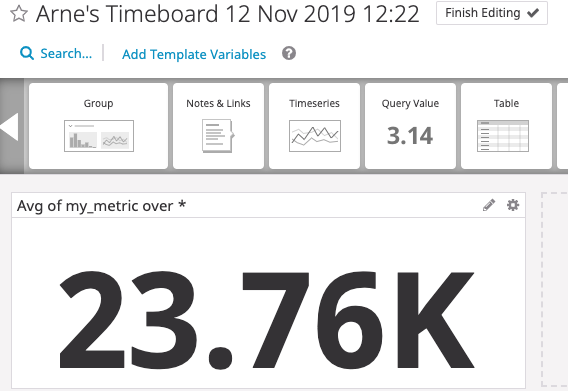 Arne's Timeboard 12 Nov 2019 12:22
Finish Editing
Search...
Add Template Variables
?
Group
Notes & Links
Timeseries
Query Value
Table
3.14
Avg of my_metric over *
23.76K